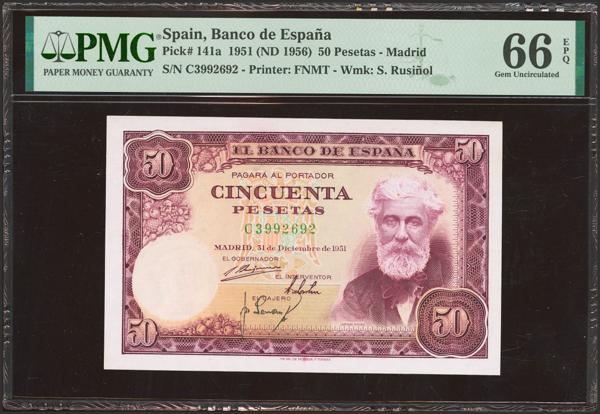 PMG
PAPER MONEY GUARANTY
Spain, Banco de España
Pick# 141a 1951 (ND 1956) 50 Pesetas - Madrid
S/N C3992692 - Printer: FNMT - Wmk: S. Rusiñol
66 EPQ
Gem Uncirculated
50
EL BANCO DE ESPAÑA
50
PAGARÁ AL PORTADOR
CINCUENTA
PESETAS
C3992692
MADRID, 31 de Diciembre de 1951
EL GOBERNADOR
EL INTERVENTOR
EL CAJERO
50
50